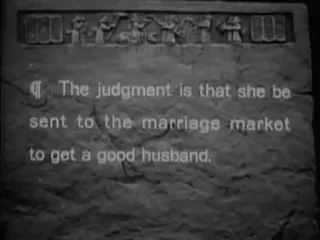 ¶ The judgment is that she be
sent to the marriage market
to get a good husband.